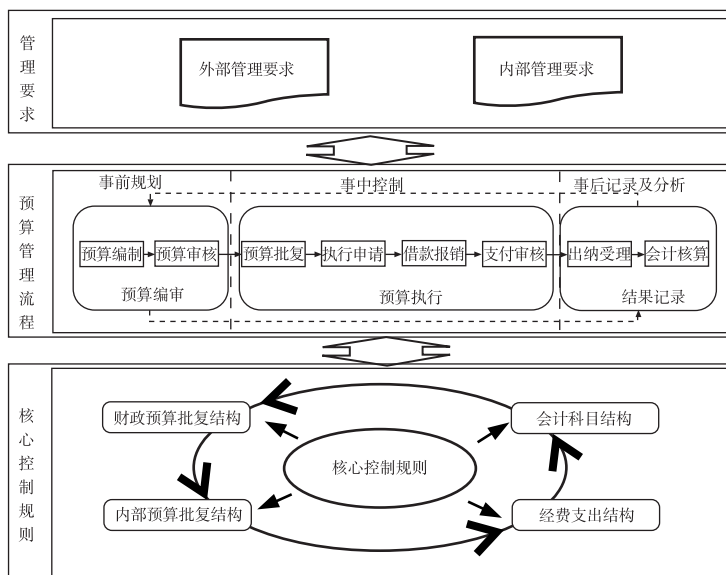 管理要求
外部管理要求
内部管理要求
预算管理流程
事前规划
事中控制
事后记录及分析
预算编制
预算审核
预算批复
执行申请
借款报销
支付审核
出纳受理
会计核算
预算编审
预算执行
结果记录
核心控制规则
财政预算批复结构
会计科目结构
核心控制规则
内部预算批复结构
经费支出结构